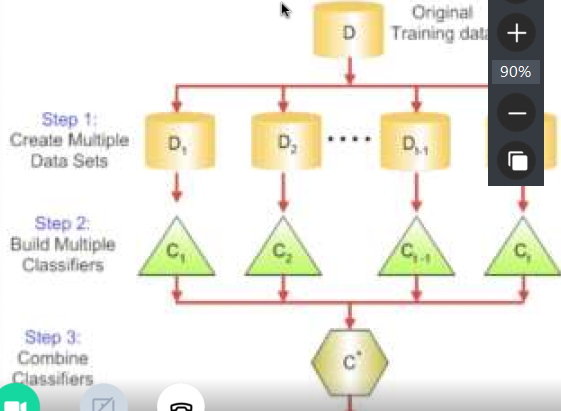 Original
D
Training data
90%
Step 1:
Create Multiple
Data Sets
D1
D2
....
Dt-1
Step 2:
Build Multiple
Classifiers
C1
C2
Ct-1
Ct
Step 3:
Combine
Classifiers
C*